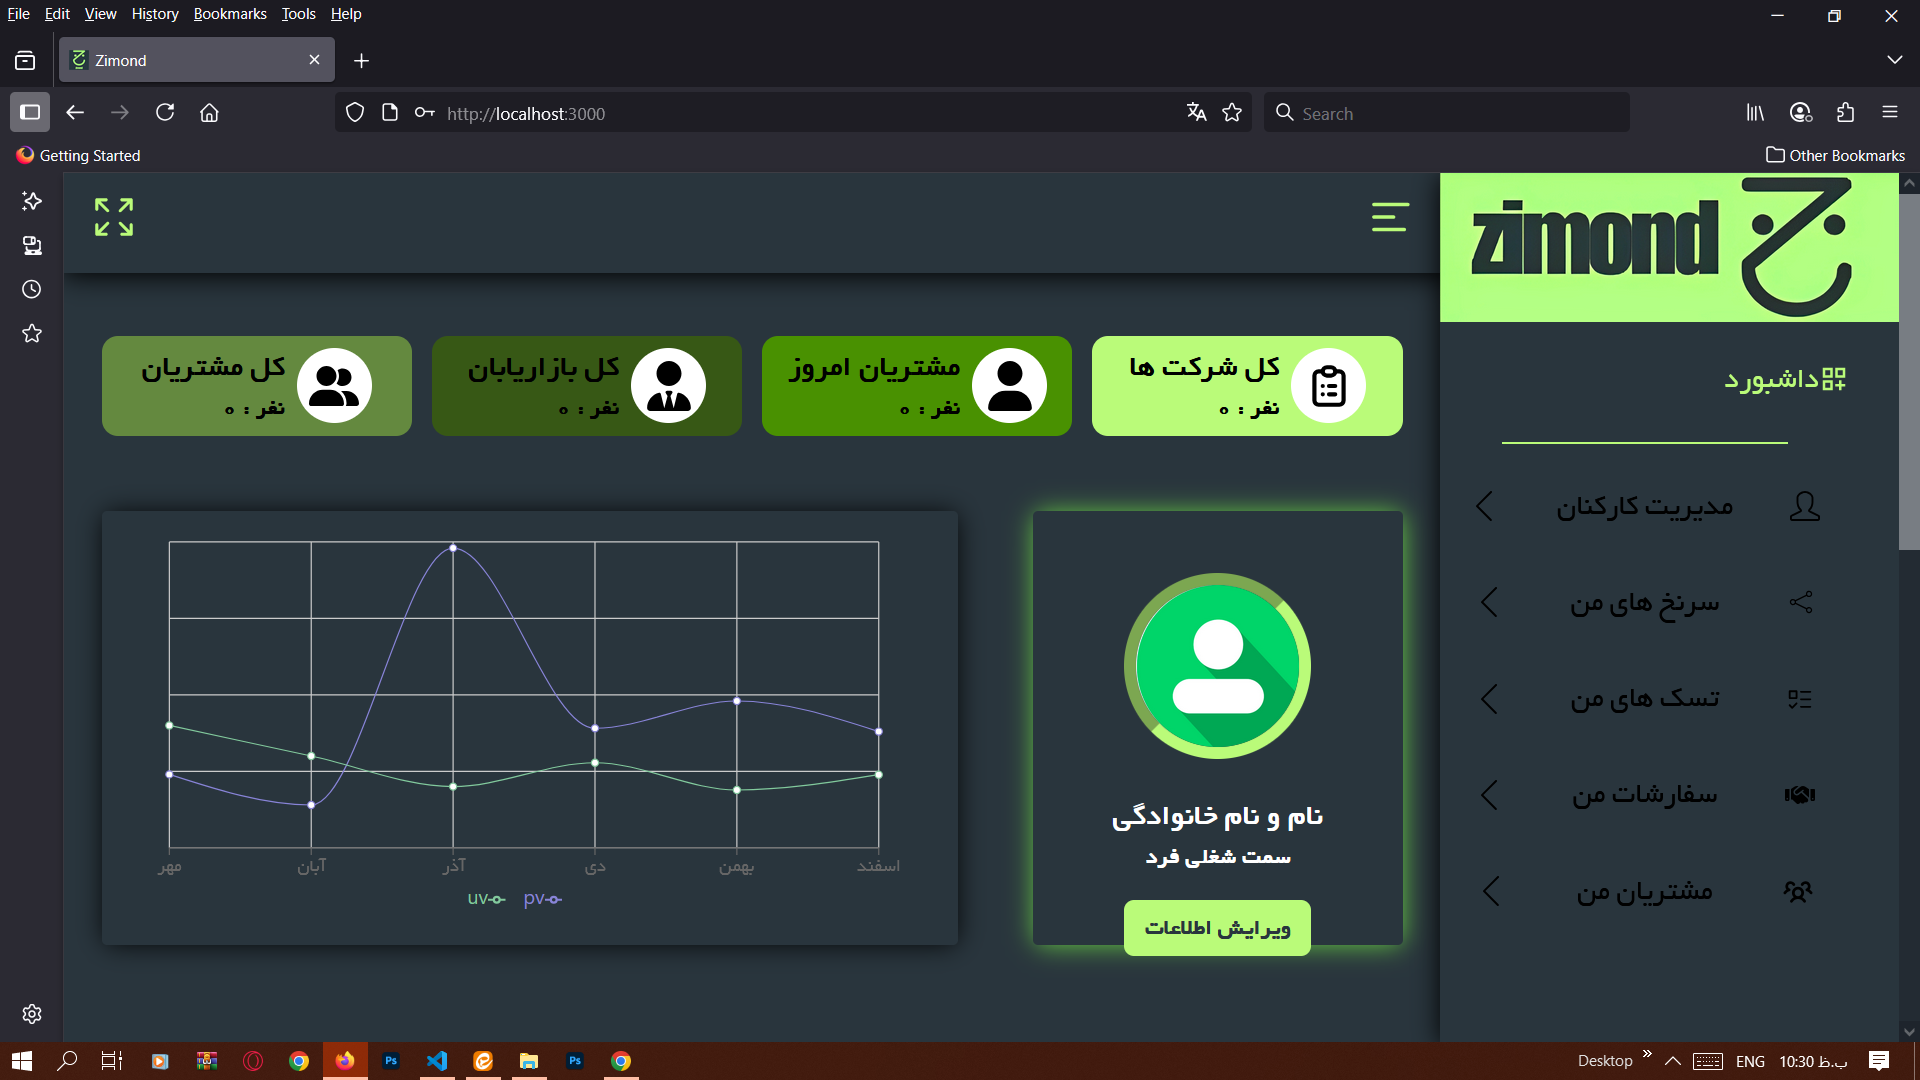 File Edit View History Bookmarks Tools Help
Zimond
http://localhost:3000
Search
Getting Started
Other Bookmarks
zimond
داشبورد
مدیریت کارکنان
سرنخ های من
تسک های من
سفارشات من
مشتریان من
کل شرکت ها
نفر : ۰
مشتریان امروز
نفر : ۰
کل بازاریابان
نفر : ۰
کل مشتریان
نفر : ۰
نام و نام خانوادگی
سمت شغلی فرد
ویرایش اطلاعات
مهر
آبان
آذر
دی
بهمن
اسفند
uv
pv
Desktop
ENG
10:30 ب.ظ